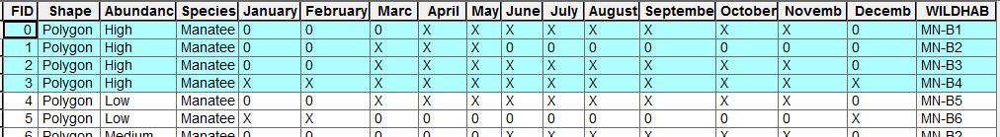 FID Shape Abundanc Species January February Marc April May June July August Septembe October Novemb Decemb WILDHAB
0 Polygon High Manatee 0 0 0 X X X X X X X X 0 MN-B1
1 Polygon High Manatee 0 0 X X X 0 0 0 X 0 0 0 MN-B2
2 Polygon High Manatee 0 0 X X X X X X X X X 0 MN-B3
3 Polygon High Manatee X X X X X X X X X X X X MN-B4
4 Polygon Low Manatee 0 0 X X X X X X X X X 0 MN-B5
5 Polygon Low Manatee X X 0 0 0 0 0 0 X 0 X X MN-B6
6 Polygon Medium Manatee